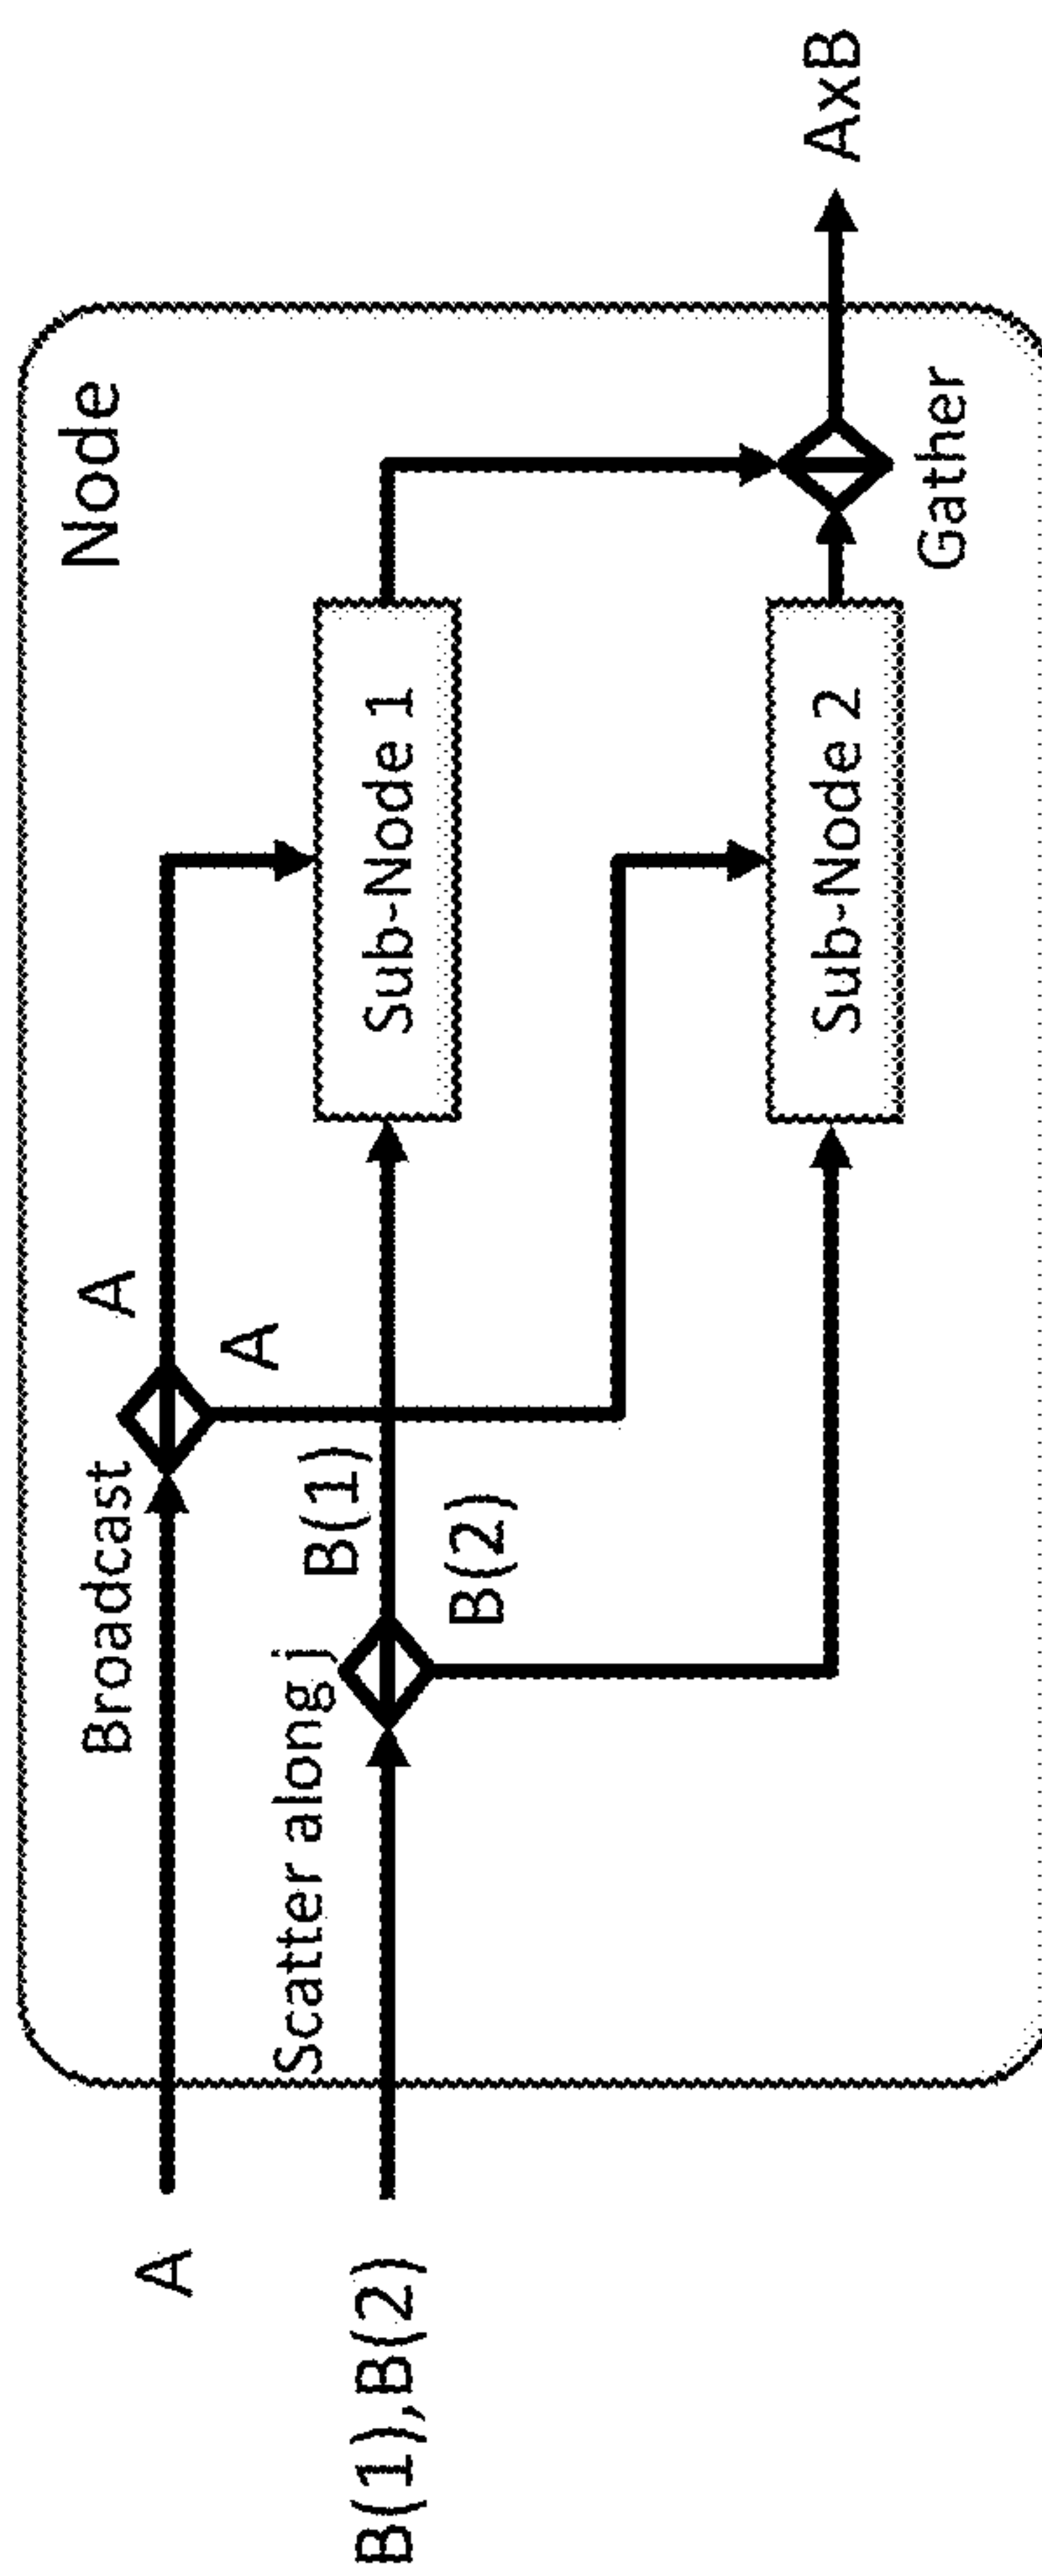 Node
Broadcast
A
A
A
Scatter along j
B(1)
B(1),B(2)
B(2)
Sub-Node 1
Sub-Node 2
AxB
Gather